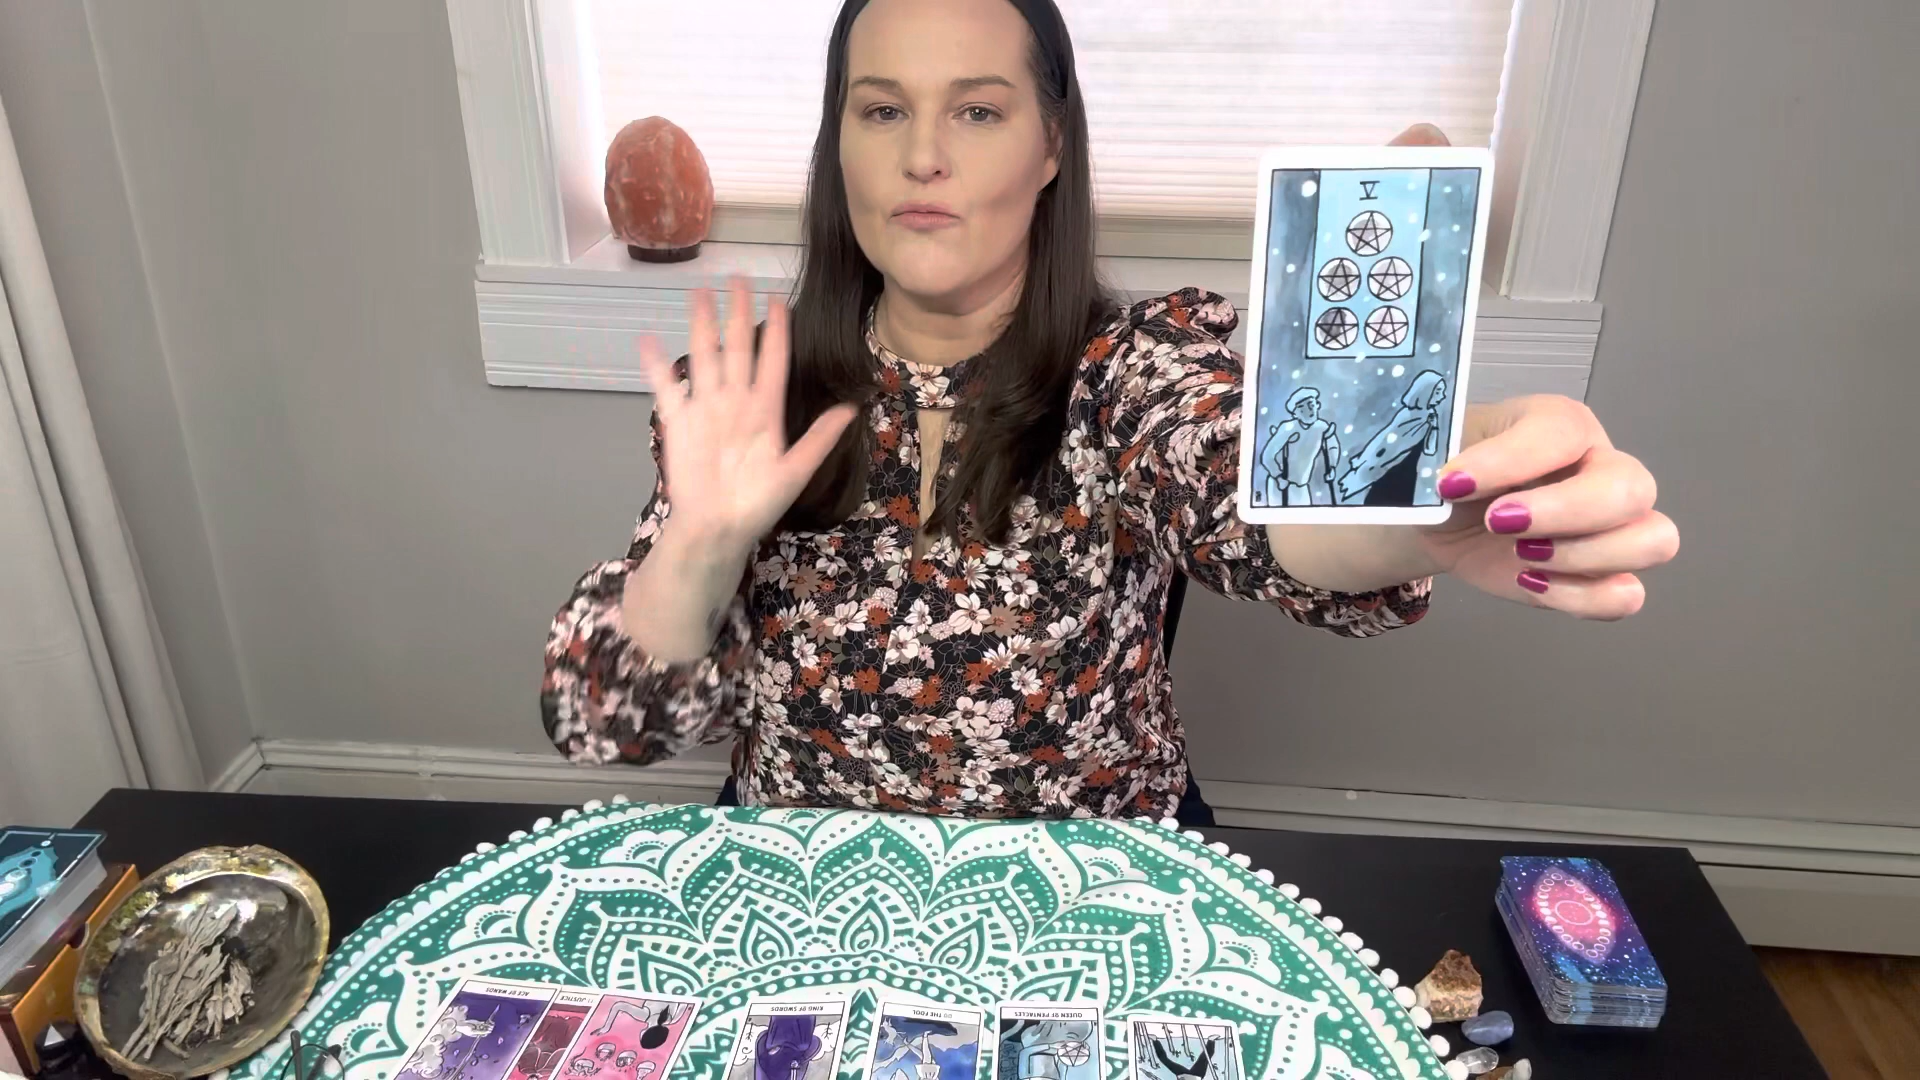 V
ACE OF WANDS
11 JUSTICE
KING OF SWORDS
00 THE FOOL
QUEEN OF PENTACLES